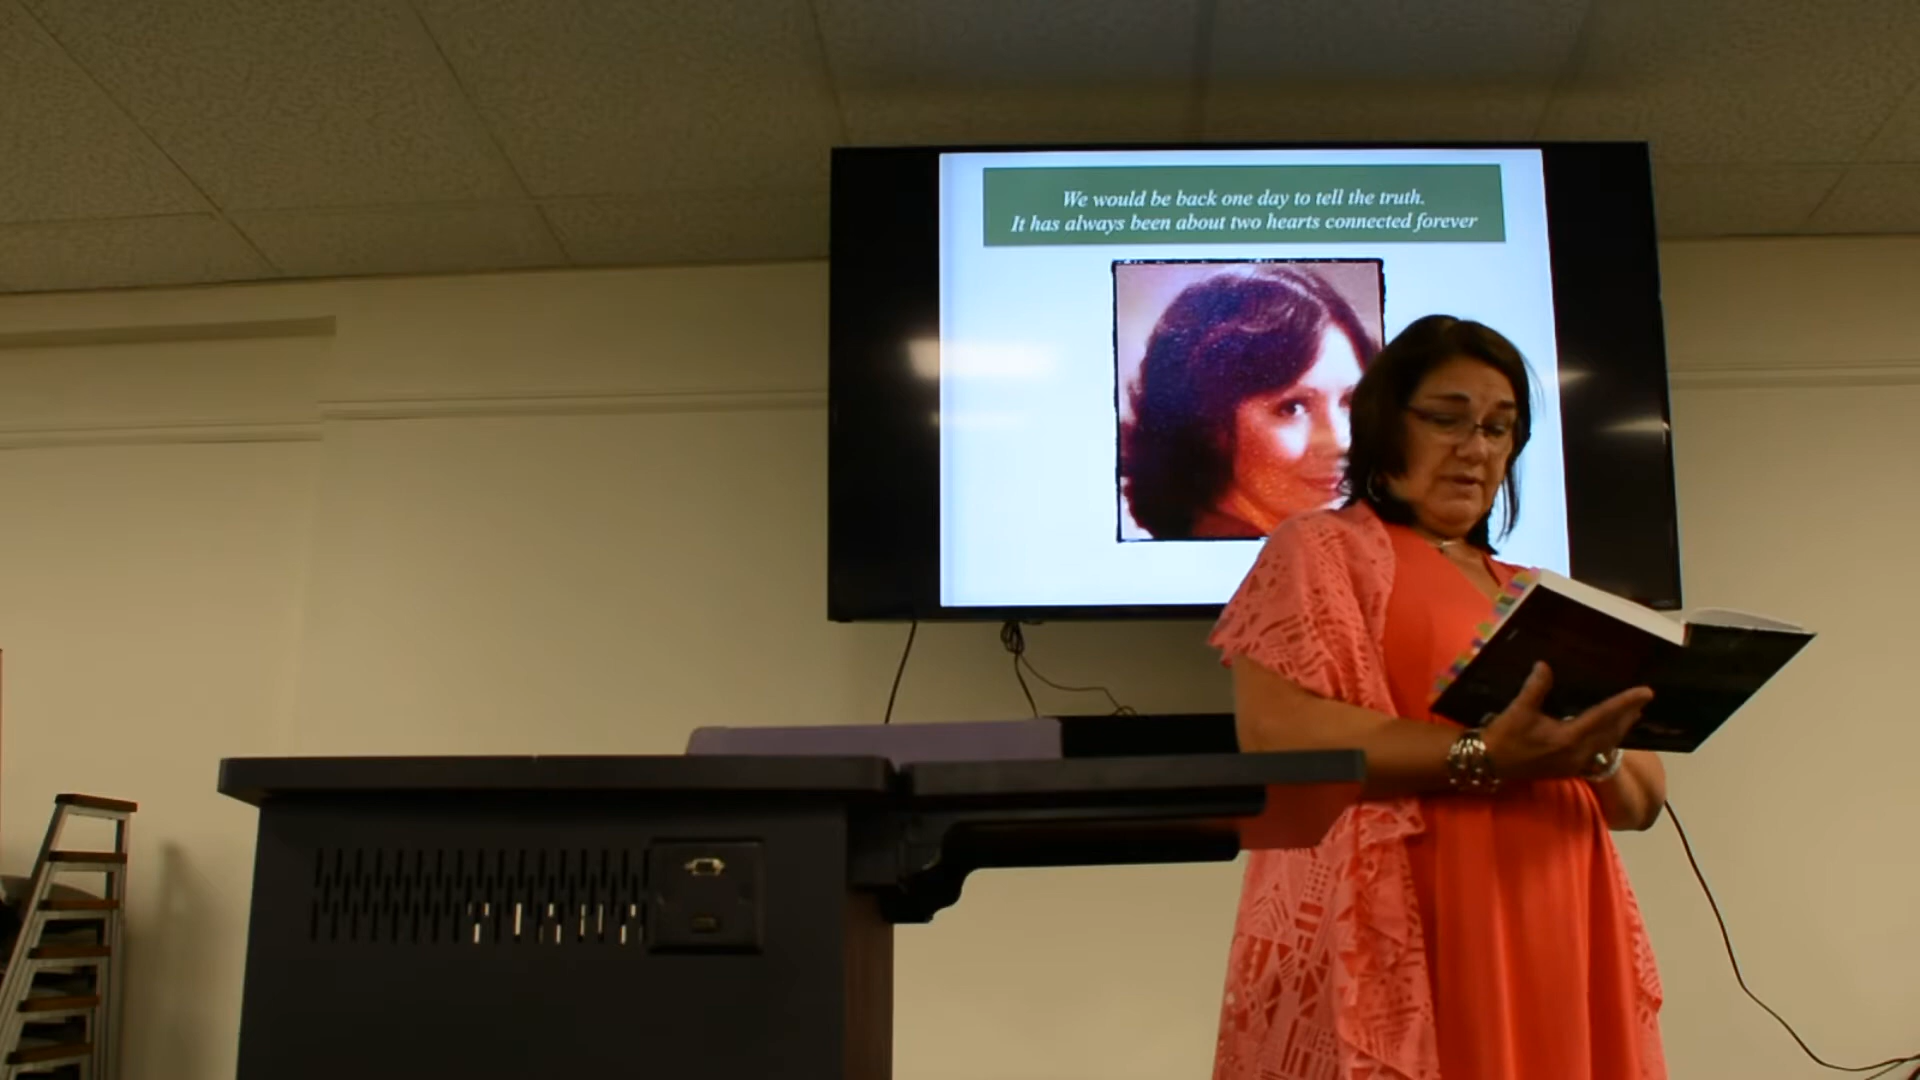 We would be back one day to tell the truth.
It has always been about two hearts connected forever